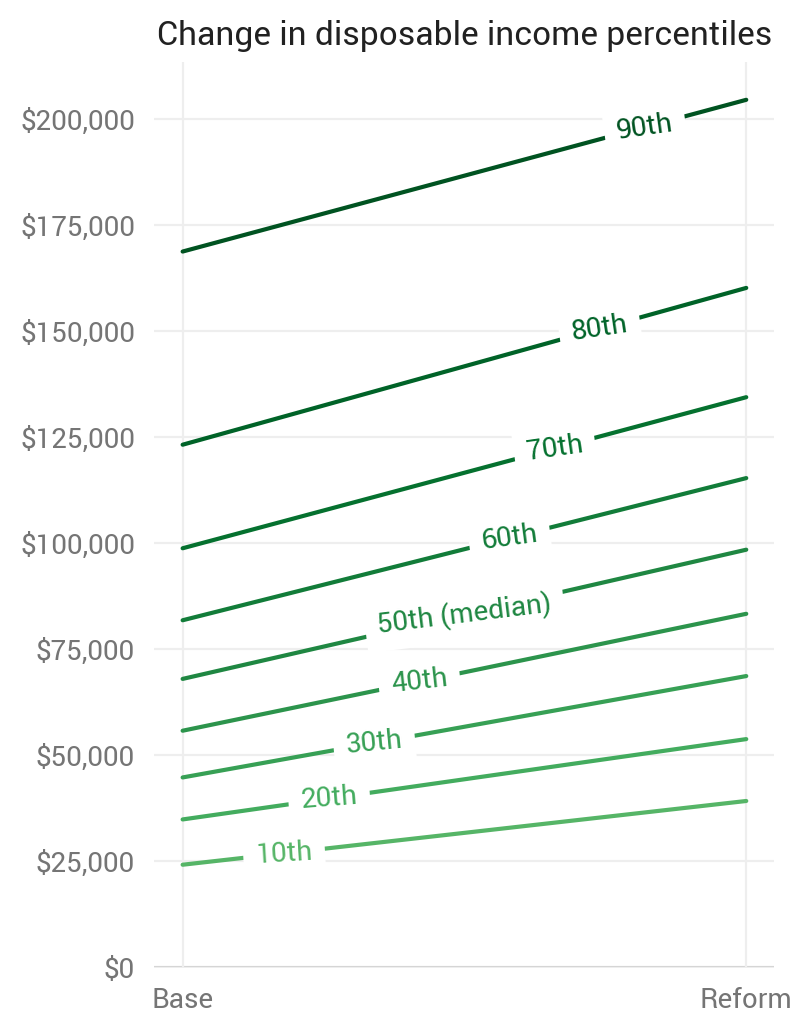 Change in disposable income percentiles
$200,000
$175,000
$150,000
$125,000
$100,000
$75,000
$50,000
$25,000
$0
90th
80th
70th
60th
50th (median)
40th
30th
20th
10th
Base
Reform